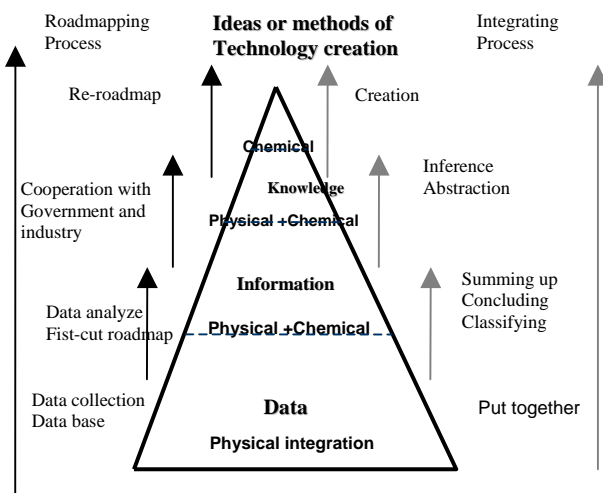 Roadmapping
Process
Ideas or methods of
Technology creation
Integrating
Process
Re-roadmap
Creation
Chemical
Cooperation with
Government and
industry
Knowledge
Physical +Chemical
Inference
Abstraction
Information
Data analyze
Fist-cut roadmap
Physical +Chemical
Summing up
Concluding
Classifying
Data collection
Data base
Data
Physical integration
Put together